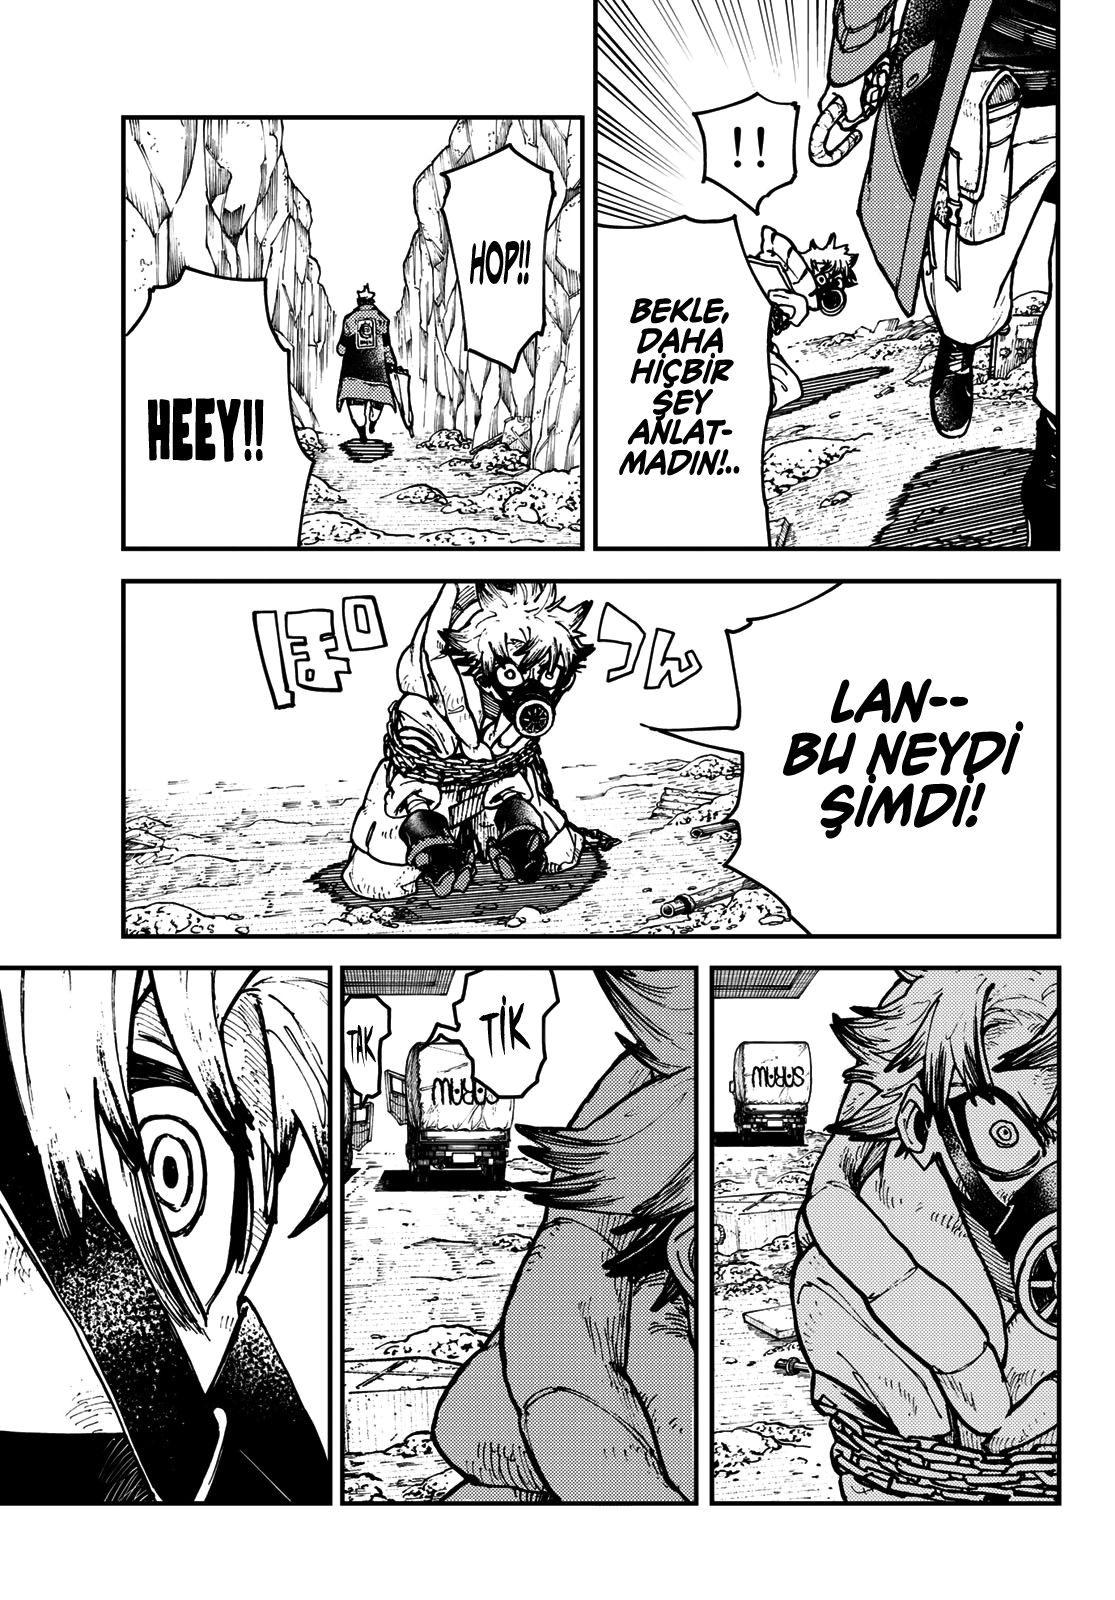 !!
BEKLE,
DAHA
HİÇBİR
ŞEY
ANLAT-
MADIN!..
HOP!!
HEEY!!
ぽつん
LAN--
BU NEYDİ
ŞİMDİ!
TİK
TAK